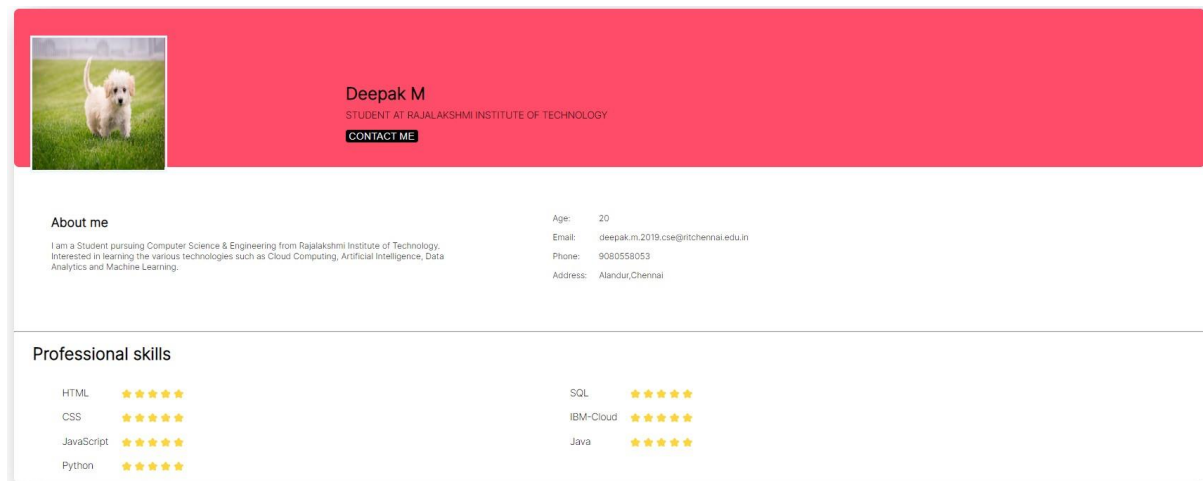 Deepak M
STUDENT AT RAJALAKSHMI INSTITUTE OF TECHNOLOGY
CONTACT ME
About me
I am a Student pursuing Computer Science & Engineering from Rajalakshmi Institute of Technology.
Interested in learning the various technologies such as Cloud Computing, Artificial Intelligence, Data
Analytics and Machine Learning.
Age: 20
Email: deepak.m.2019.cse@ritchennai.edu.in
Phone: 9080558053
Address: Alandur,Chennai
Professional skills
HTML
CSS
JavaScript
Python
SQL
IBM-Cloud
Java